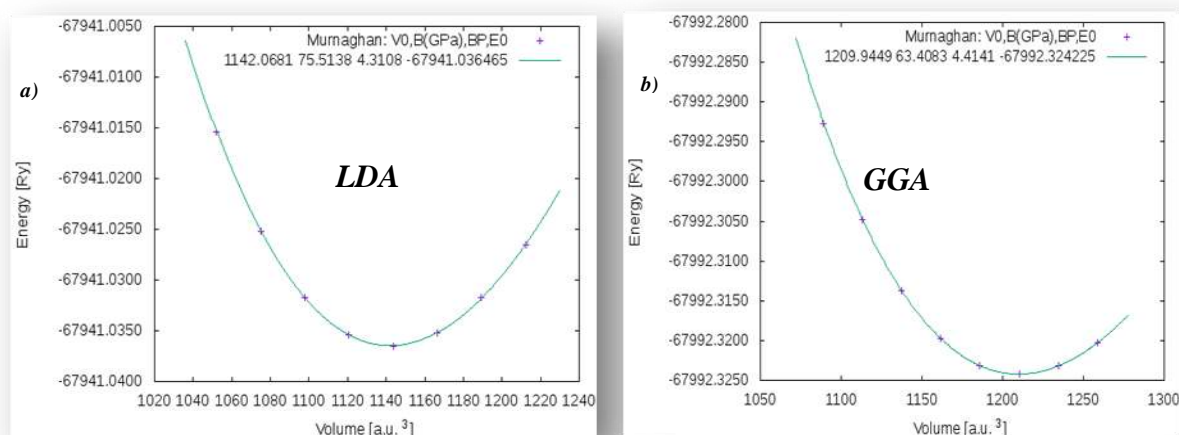 a)
-67941.0050
-67941.0100
-67941.0150
-67941.0200
-67941.0250
-67941.0300
-67941.0350
-67941.0400
Energy [Ry]
Murnaghan: V0,B(GPa),BP,E0
1142.0681 75.5138 4.3108 -67941.036465
LDA
1020 1040 1060 1080 1100 1120 1140 1160 1180 1200 1220 1240
Volume [a.u. ³]
b)
-67992.2800
-67992.2850
-67992.2900
-67992.2950
-67992.3000
-67992.3050
-67992.3100
-67992.3150
-67992.3200
-67992.3250
Energy [Ry]
Murnaghan: V0,B(GPa),BP,E0
1209.9449 63.4083 4.4141 -67992.324225
GGA
1050 1100 1150 1200 1250 1300
Volume [a.u. ³]